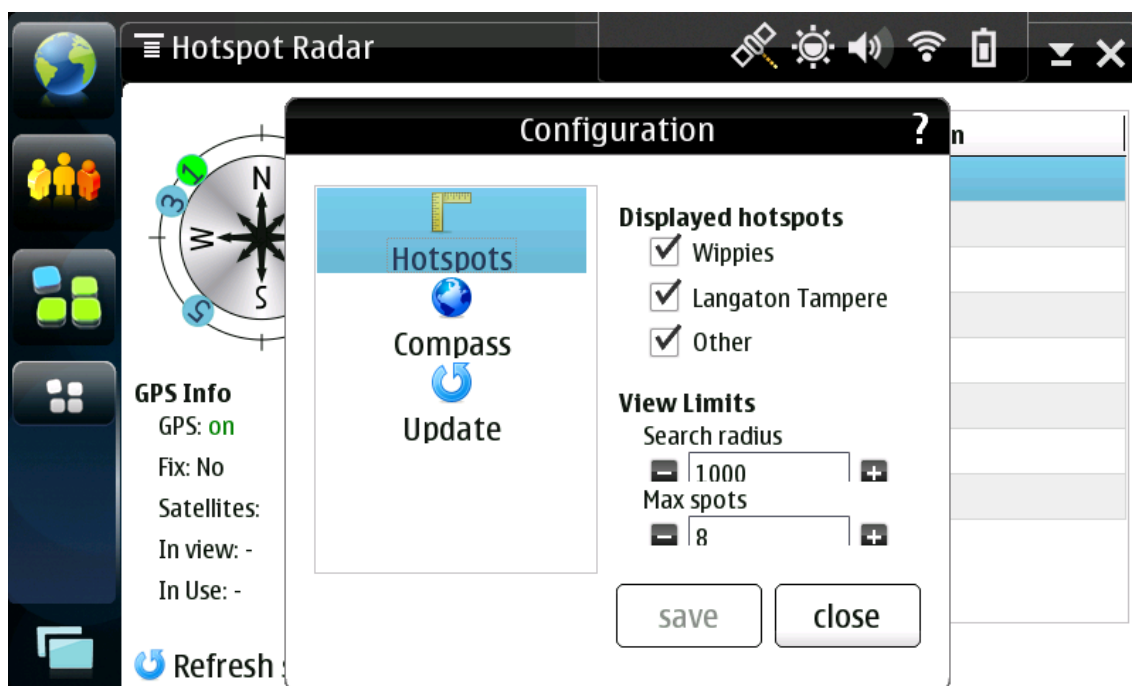 Hotspot Radar
Configuration ?
n
1
3
N
W
S
5
Hotspots
Compass
Update
Displayed hotspots
Wippies
Langaton Tampere
Other
View Limits
Search radius
1000
Max spots
8
save close
GPS Info
GPS: on
Fix: No
Satellites:
In view: -
In Use: -
Refresh